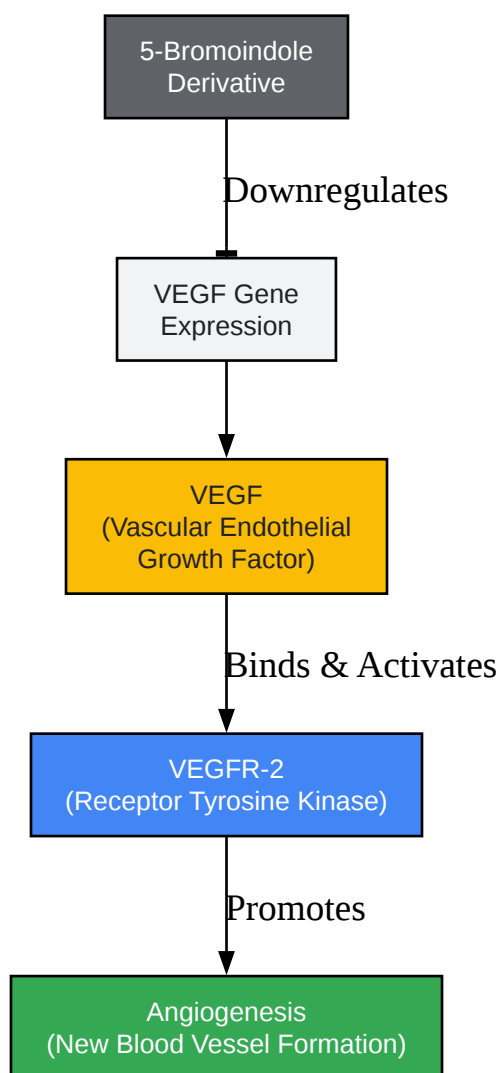 5-Bromoindole
Derivative
Downregulates
VEGF Gene
Expression
VEGF
(Vascular Endothelial
Growth Factor)
Binds & Activates
VEGFR-2
(Receptor Tyrosine Kinase)
Promotes
Angiogenesis
(New Blood Vessel Formation)